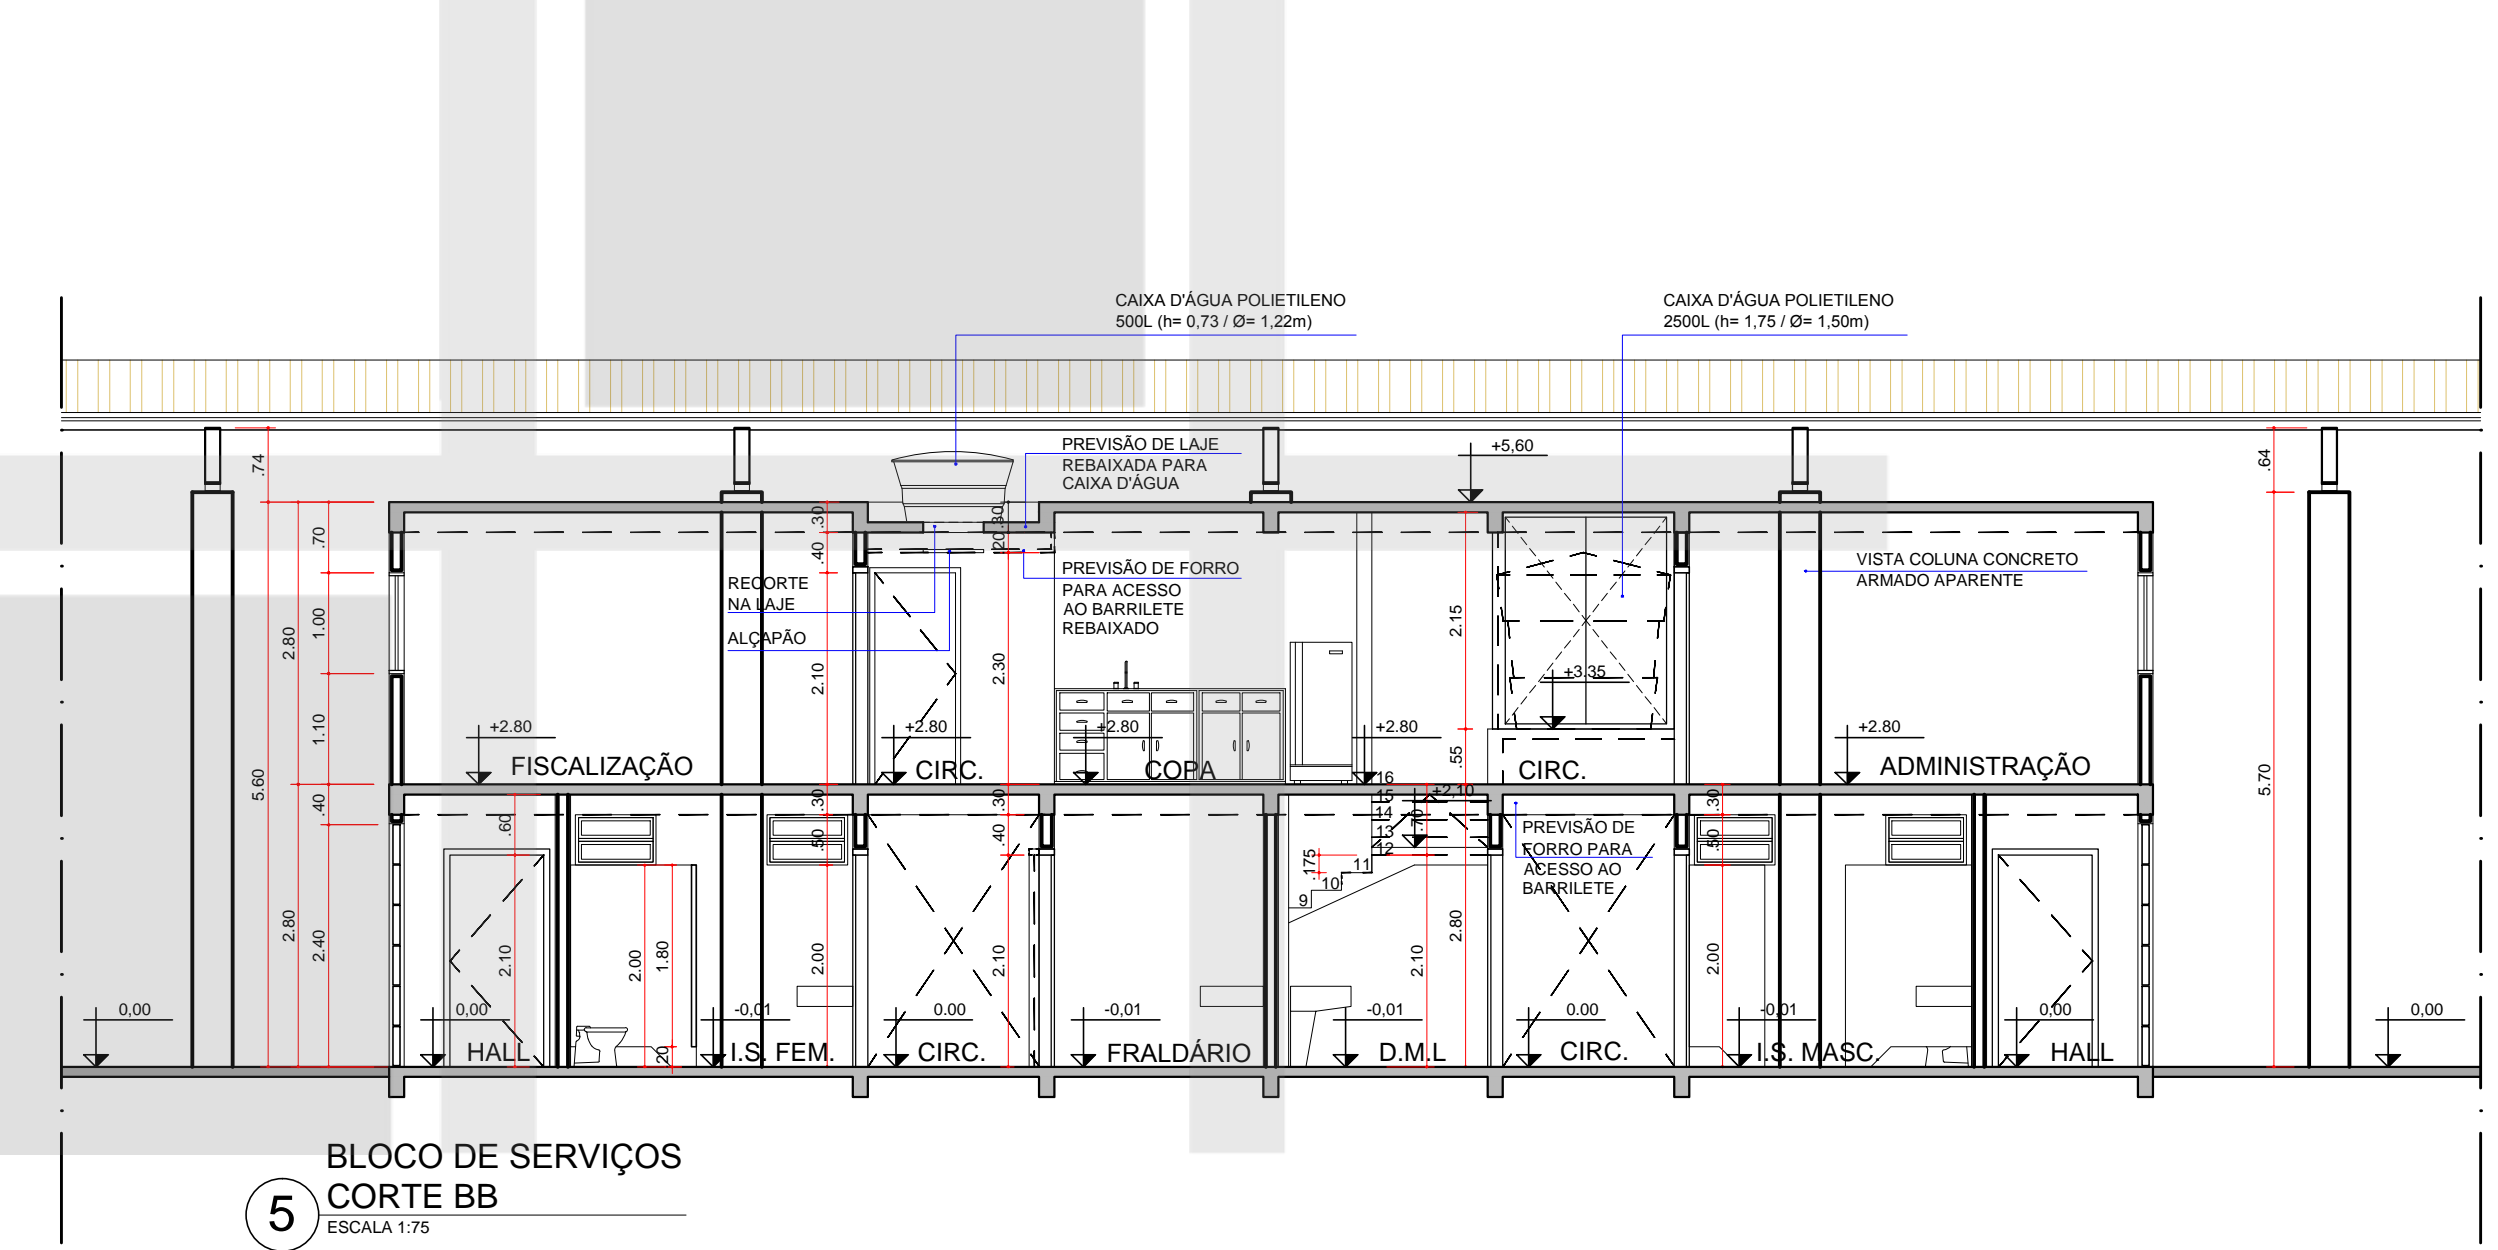 CAIXA D'ÁGUA POLIETILENO
500L (h= 0,73 / Ø= 1,22m)
CAIXA D'ÁGUA POLIETILENO
2500L (h= 1,75 / Ø= 1,50m)
PREVISÃO DE LAJE
REBAIXADA PARA
CAIXA D'ÁGUA
+5,60
.74
.64
.30
.30
.20
.70
.40
RECORTE
NA LAJE
ALÇAPÃO
PREVISÃO DE FORRO
PARA ACESSO
AO BARRILETE
REBAIXADO
VISTA COLUNA CONCRETO
ARMADO APARENTE
1.00
2.80
2.10
2.30
2.15
+3.35
1.10
5.60
.55
5.70
+2.80
+2.80
+2.80
+2.80
+2.80
FISCALIZAÇÃO
CIRC.
COPA
CIRC.
ADMINISTRAÇÃO
.40
.60
.30
.50
.30
.40
16
15
14
13
12
11
10
9
+2,10
.70
.175
.30
.50
PREVISÃO DE
FORRO PARA
ACESSO AO
BARRILETE
2.80
2.40
2.10
2.00
1.80
.20
2.00
2.10
2.10
2.80
2.00
0,00
0,00
-0,01
0.00
-0,01
-0,01
0.00
-0,01
0,00
0,00
HALL
I.S. FEM.
CIRC.
FRALDÁRIO
D.M.L
CIRC.
I.S. MASC.
HALL
BLOCO DE SERVIÇOS
CORTE BB
5
ESCALA 1:75